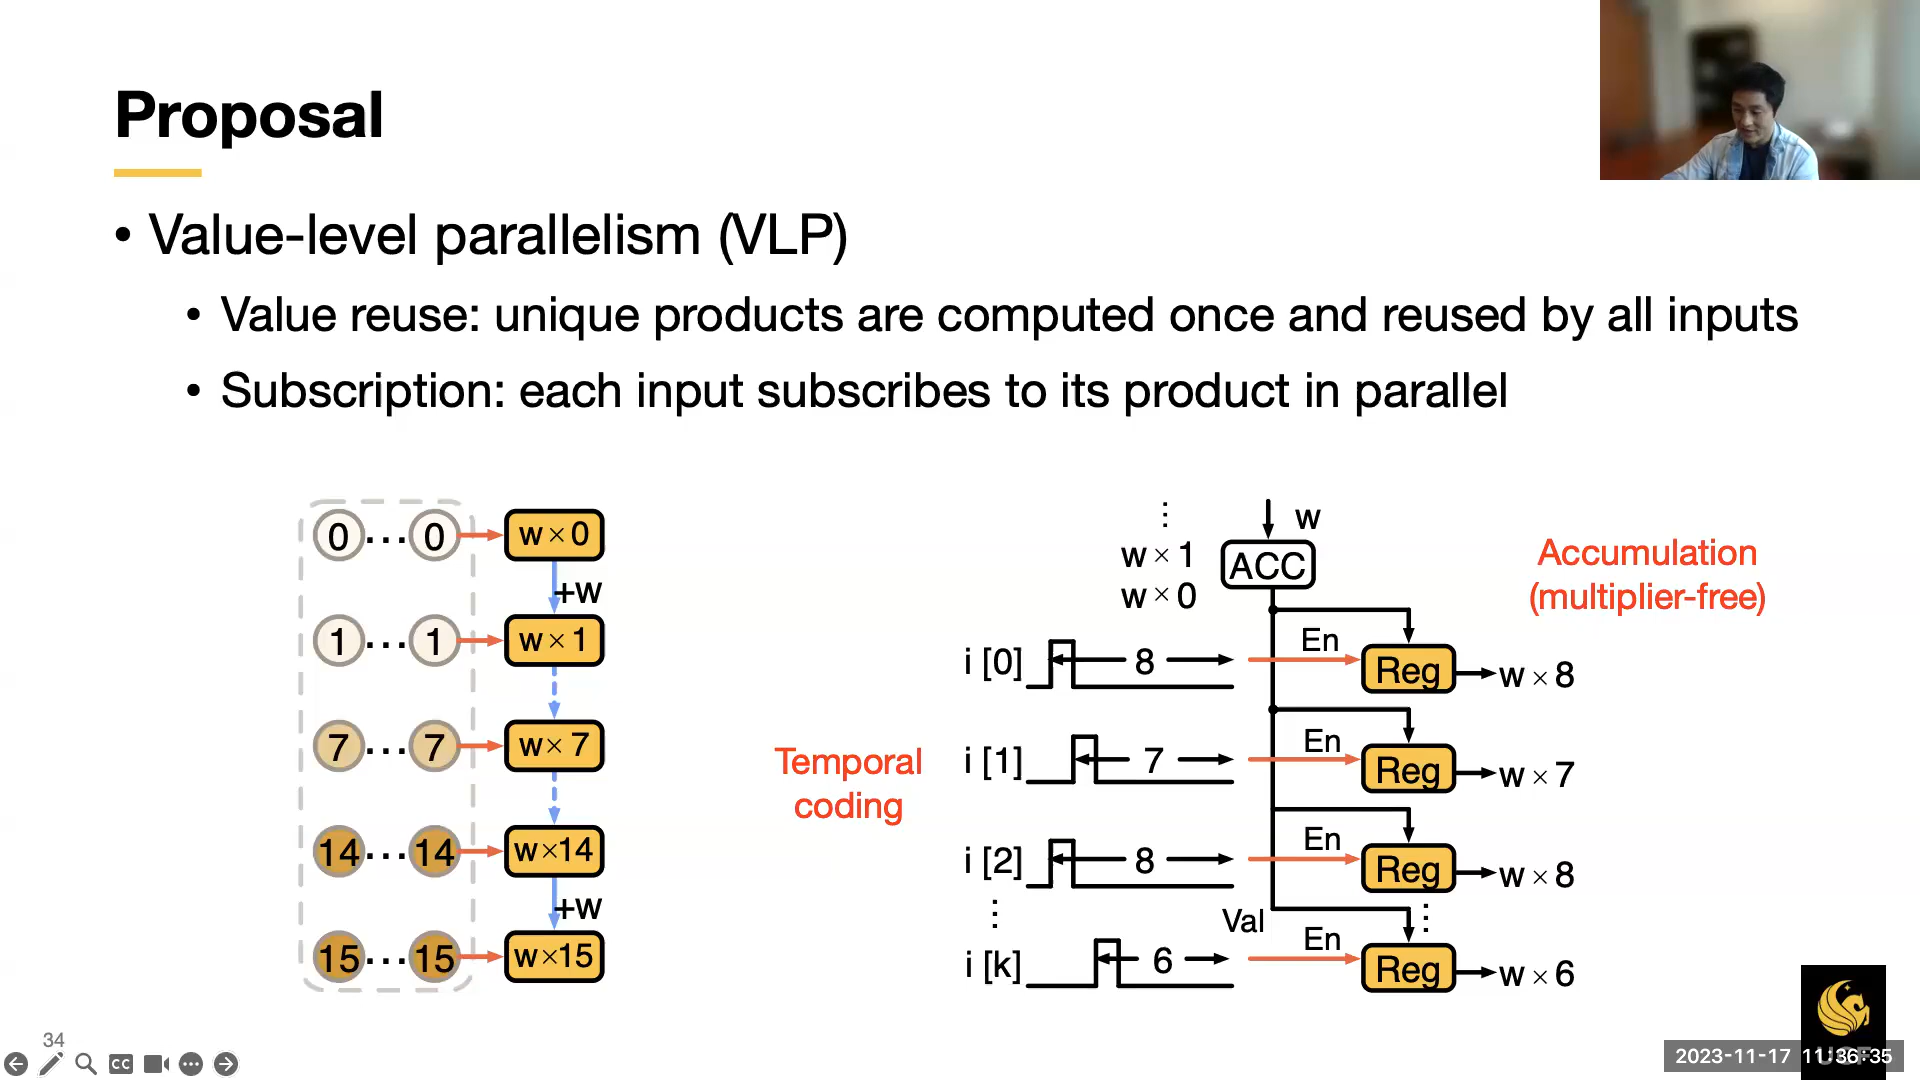 Proposal
• Value-level parallelism (VLP)
• Value reuse: unique products are computed once and reused by all inputs
• Subscription: each input subscribes to its product in parallel
0 ... 0 w × 0
+w
1 ... 1 w × 1
7 ... 7 w × 7
14 ... 14 w × 14
+w
15 ... 15 w × 15
Temporal
coding
⋮
w × 1
w × 0
w
ACC
Accumulation
(multiplier-free)
i [0] 8 En Reg w × 8
i [1] 7 En Reg w × 7
i [2] 8 En Reg w × 8
⋮ Val ⋮
i [k] 6 En Reg w × 6
34
CC
UCF
2023-11-17 11:36:35